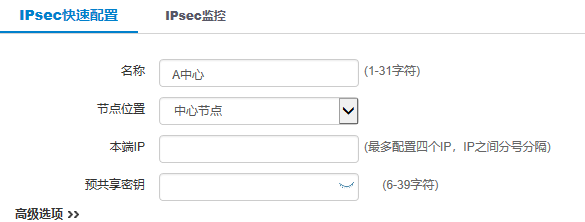 IPsec快速配置 IPsec监控
名称 A中心 (1-31字符)
节点位置 中心节点
本端IP (最多配置四个IP，IP之间分号分隔)
预共享密钥 (6-39字符)
高级选项 >>